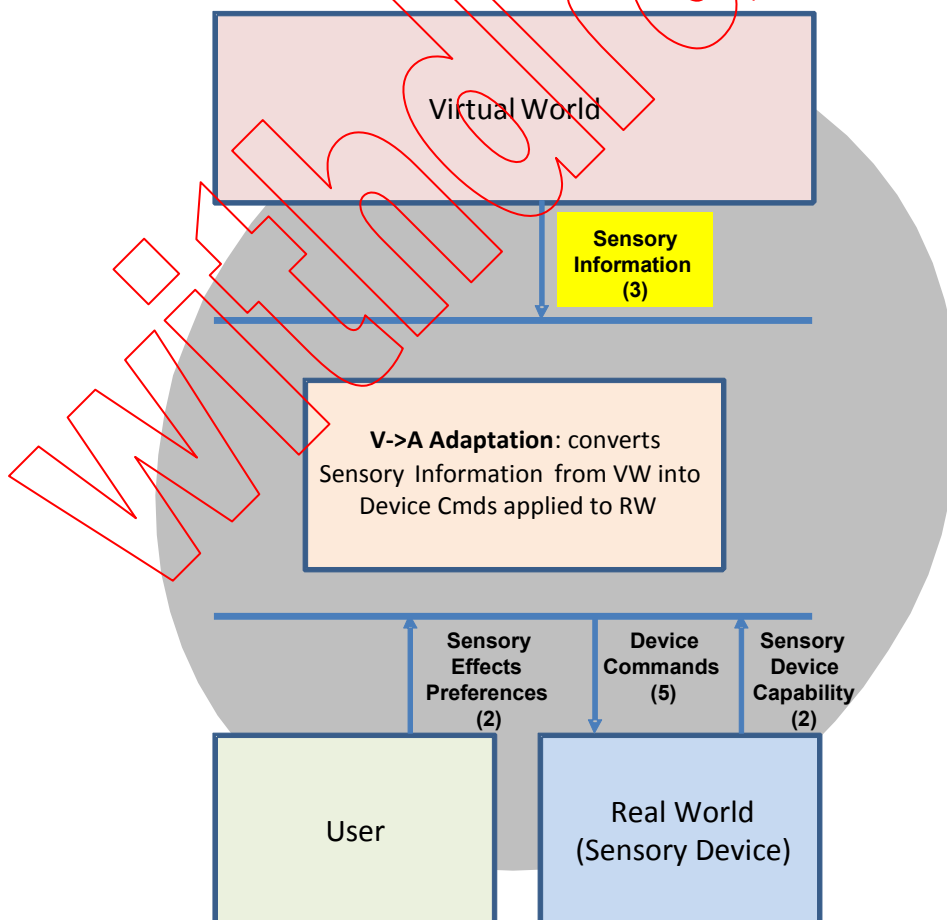 Virtual World
Sensory
Information
(3)
V->A Adaptation: converts
Sensory Information from VW into
Device Cmds applied to RW
Sensory
Effects
Preferences
(2)
Device
Commands
(5)
Sensory
Device
Capability
(2)
User
Real World
(Sensory Device)